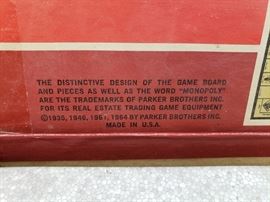 THE DISTINCTIVE DESIGN OF THE GAME BOARD
AND PIECES AS WELL AS THE WORD "MONOPOLY"
ARE THE TRADEMARKS OF PARKER BROTHERS INC.
FOR ITS REAL ESTATE TRADING GAME EQUIPMENT
©1935, 1946, 1961, 1964 BY PARKER BROTHERS INC.
MADE IN U.S.A.